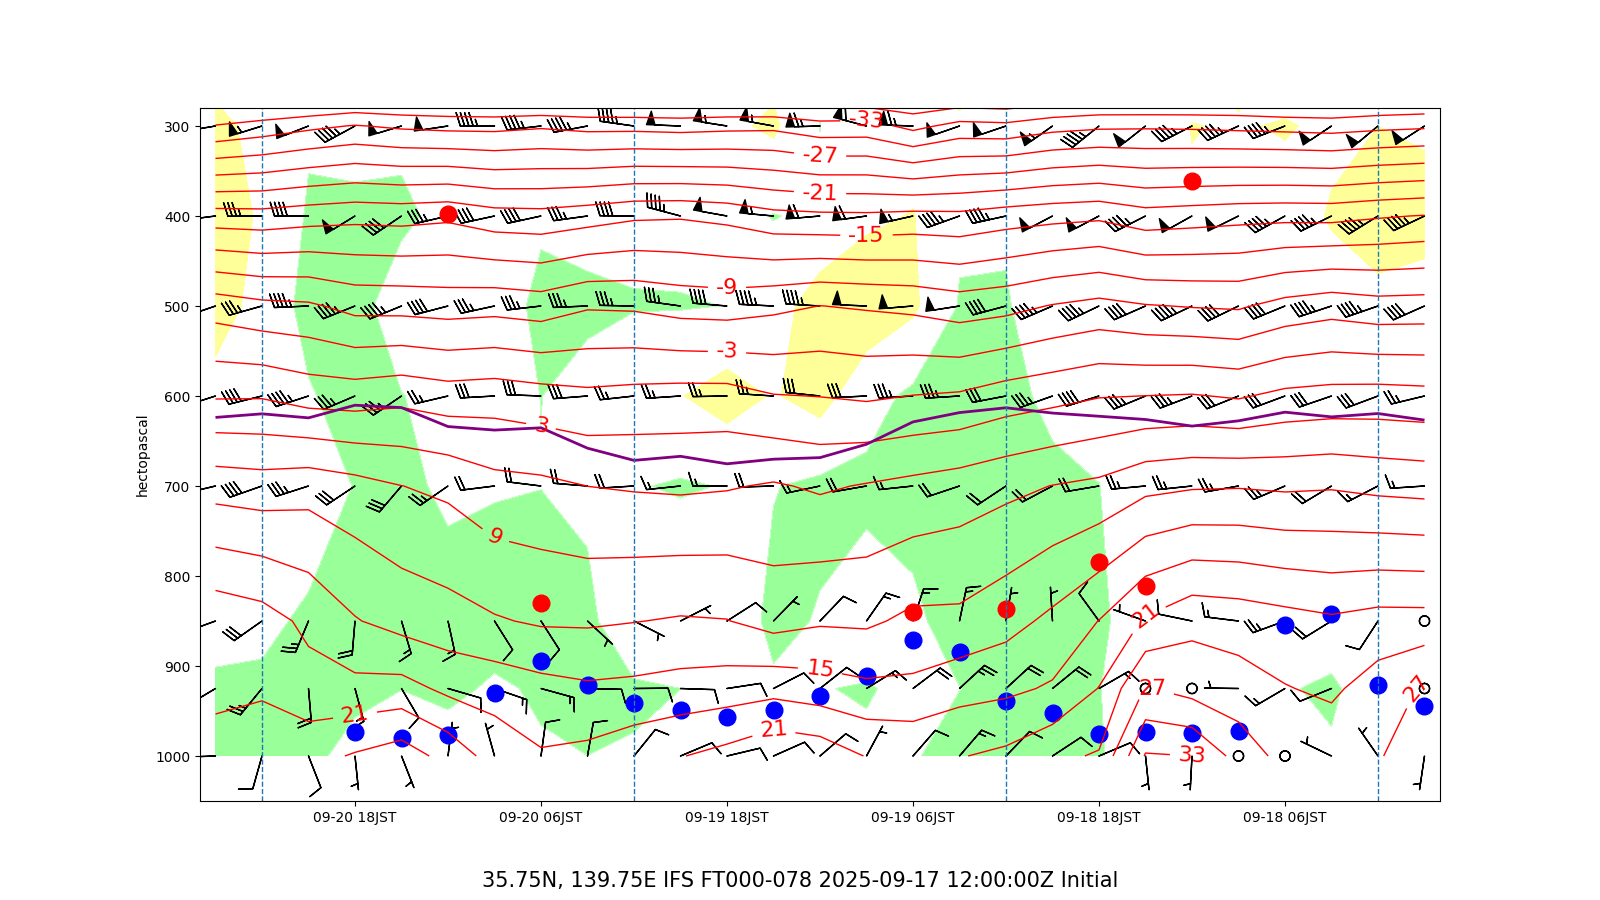 300
400
500
600
700
800
900
1000
hectopascal
-33
-27
-21
-15
-9
-3
3
9
15
21
21
21
27
27
33
09-20 18JST
09-20 06JST
09-19 18JST
09-19 06JST
09-18 18JST
09-18 06JST
35.75N, 139.75E IFS FT000-078 2025-09-17 12:00:00Z Initial